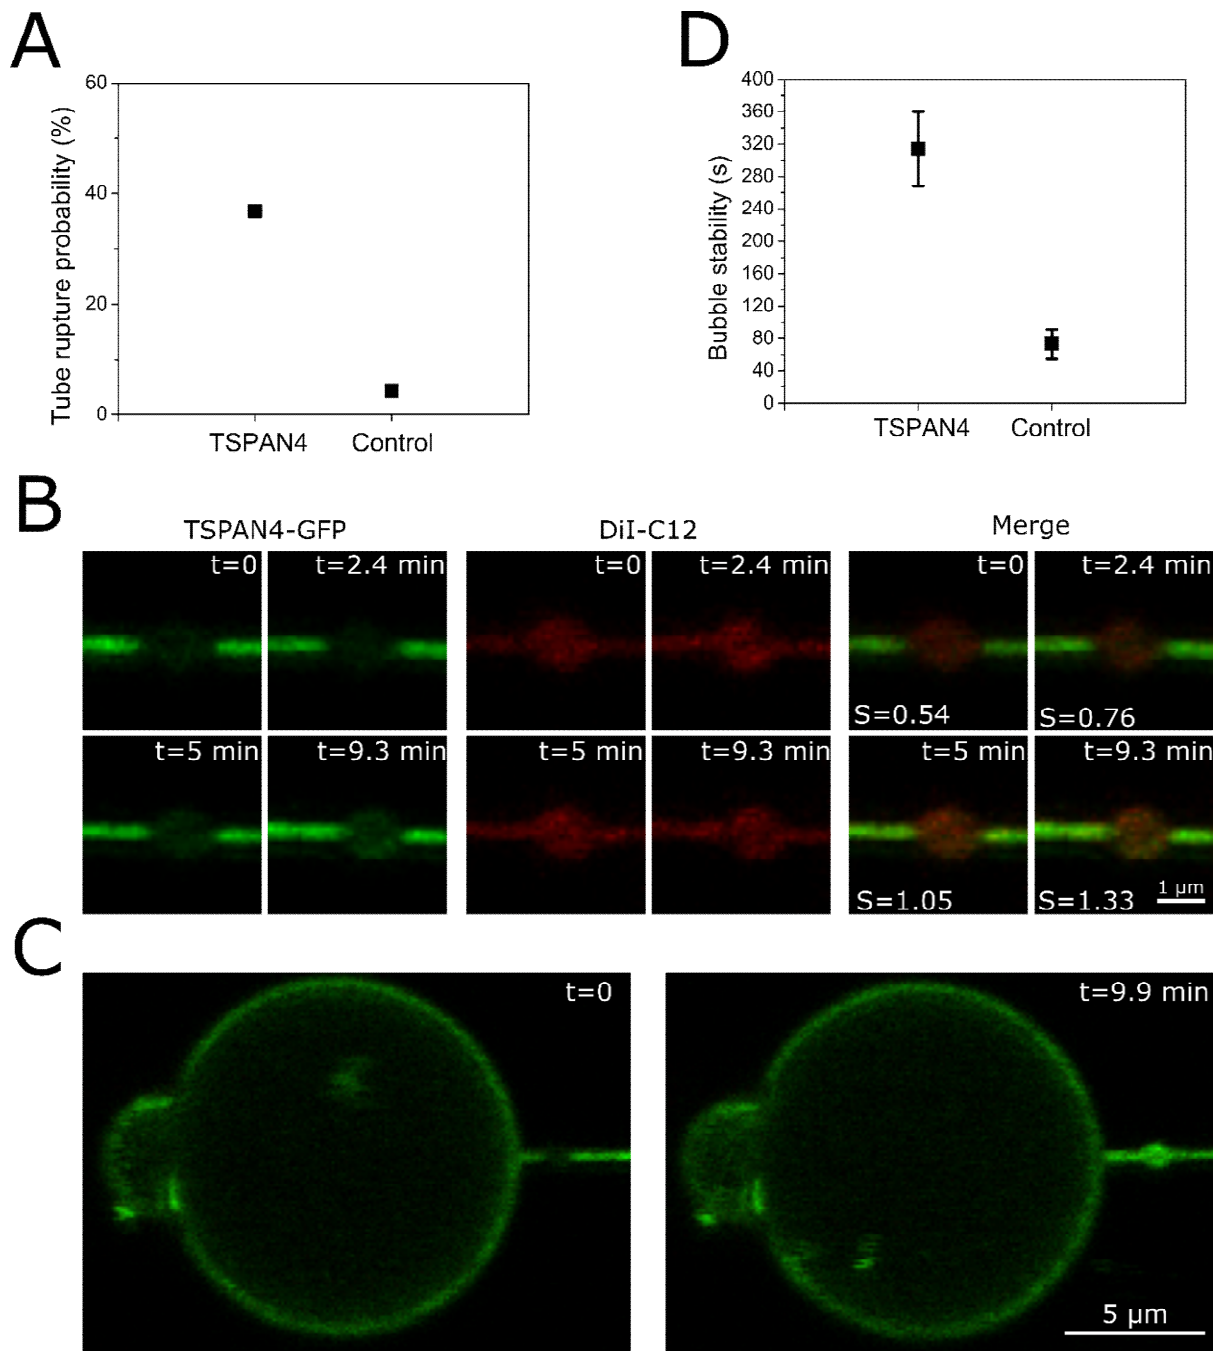 A
Tube rupture probability (%)
60
40
20
0
TSPAN4 Control
D
Bubble stability (s)
400
360
320
280
240
200
160
120
80
40
0
TSPAN4 Control
B
TSPAN4-GFP DiI-C12 Merge
t=0 t=2.4 min t=0 t=2.4 min t=0 t=2.4 min
S=0.54 S=0.76
t=5 min t=9.3 min t=5 min t=9.3 min t=5 min t=9.3 min
S=1.05 S=1.33 1 µm
C
t=0 t=9.9 min
5 µm